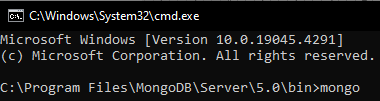 C:\Windows\System32\cmd.exe
Microsoft Windows [Version 10.0.19045.4291]
(c) Microsoft Corporation. All rights reserved.
C:\Program Files\MongoDB\Server\5.0\bin>mongo